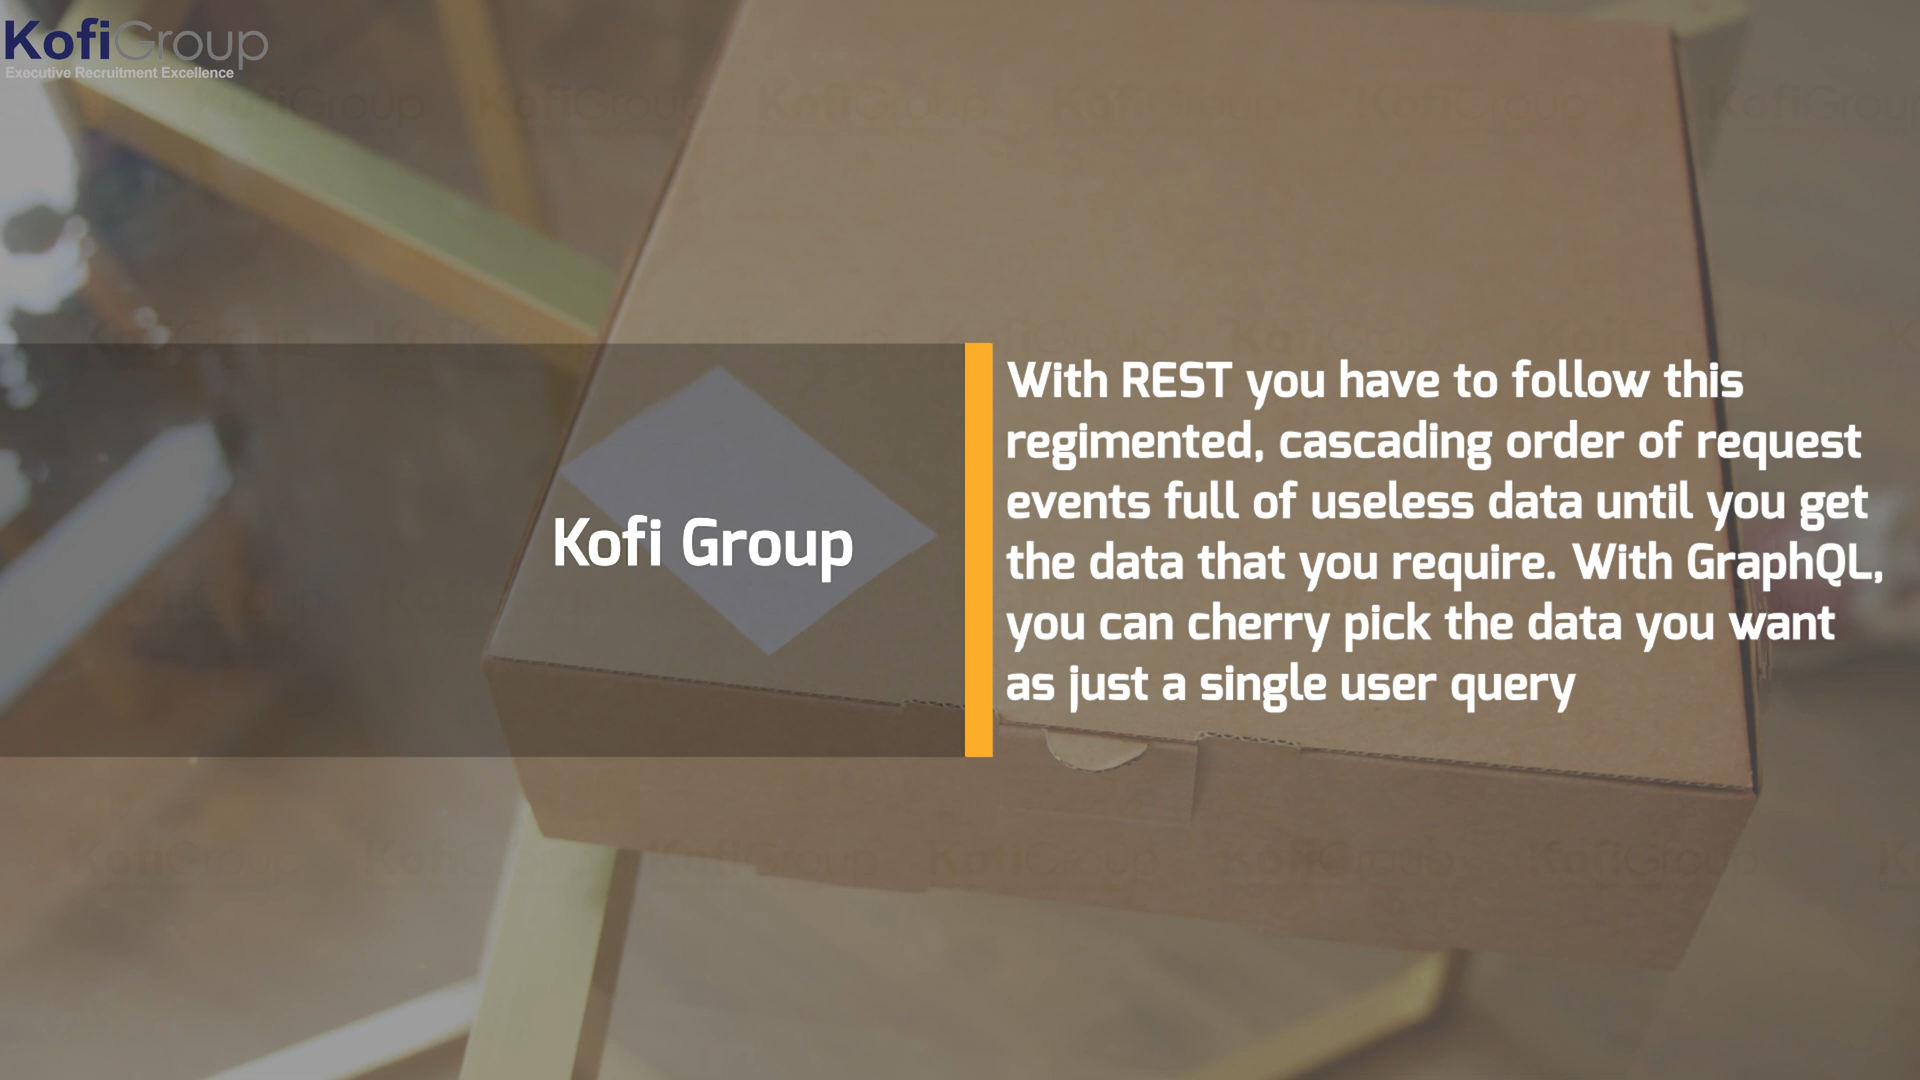 KofiGroup
Executive Recruitment Excellence
Kofi Group
With REST you have to follow this
regimented, cascading order of request
events full of useless data until you get
the data that you require. With GraphQL,
you can cherry pick the data you want
as just a single user query